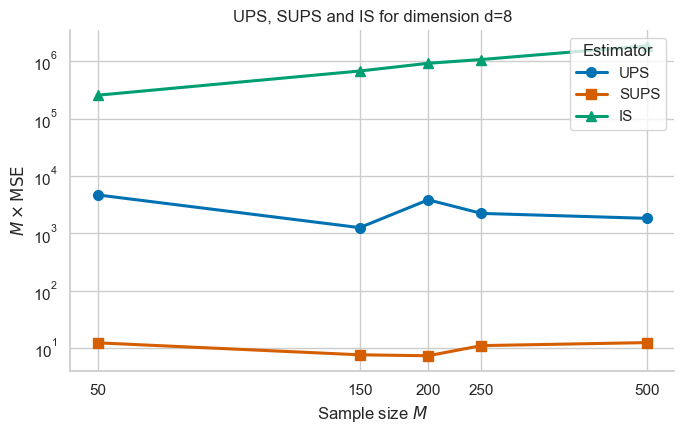 UPS, SUPS and IS for dimension d=8
Estimator
UPS
SUPS
IS
10^6
10^5
10^4
10^3
10^2
10^1
M × MSE
50
150
200
250
500
Sample size M